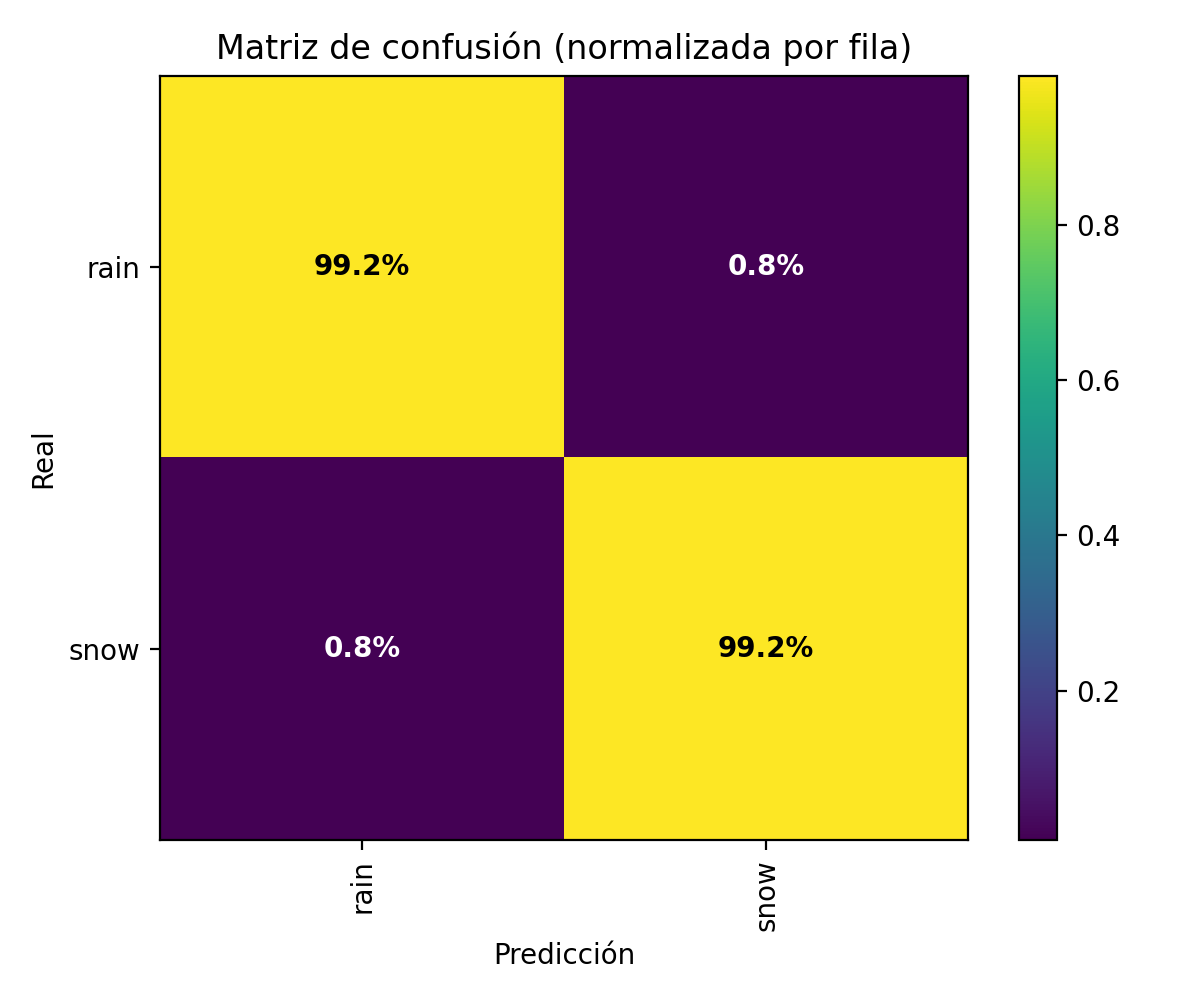 Matriz de confusión (normalizada por fila)
rain
99.2%
0.8%
snow
0.8%
99.2%
Real
rain
snow
Predicción
0.8
0.6
0.4
0.2